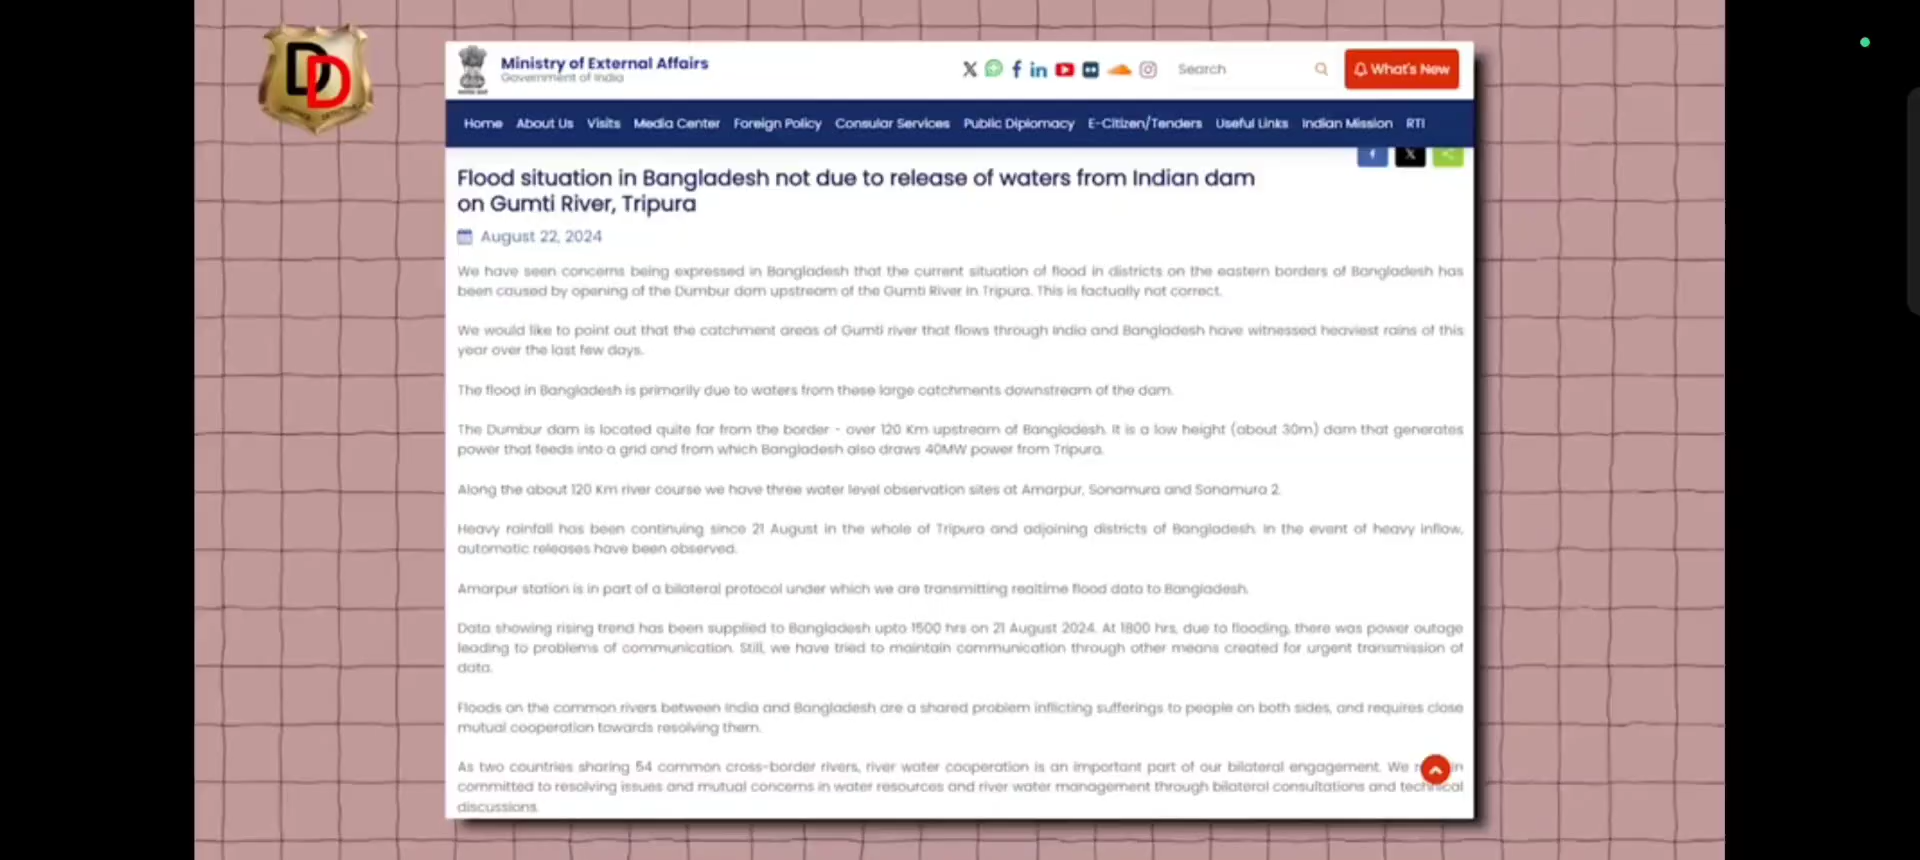 DD
Ministry of External Affairs
Government of India
Search
What's New
Home About Us Visits Media Center Foreign Policy Consular Services Public Diplomacy E-Citizen/Tenders Useful Links Indian Mission RTI
Flood situation in Bangladesh not due to release of waters from Indian dam
on Gumti River, Tripura
August 22, 2024
We have seen concerns being expressed in Bangladesh that the current situation of flood in districts on the eastern borders of Bangladesh has
been caused by opening of the Dumbur dam upstream of the Gumti River in Tripura. This is factually not correct.
We would like to point out that the catchment areas of Gumti river that flows through India and Bangladesh have witnessed heaviest rains of this
year over the last few days.
The flood in Bangladesh is primarily due to waters from these large catchments downstream of the dam.
The Dumbur dam is located quite far from the border - over 120 Km upstream of Bangladesh. It is a low height (about 30m) dam that generates
power that feeds into a grid and from which Bangladesh also draws 40MW power from Tripura.
Along the about 120 Km river course we have three water level observation sites at Amarpur, Sonamura and Sonamura 2.
Heavy rainfall has been continuing since 21 August in the whole of Tripura and adjoining districts of Bangladesh. In the event of heavy inflow,
automatic releases have been observed.
Amarpur station is in part of a bilateral protocol under which we are transmitting realtime flood data to Bangladesh.
Data showing rising trend has been supplied to Bangladesh upto 1500 hrs on 21 August 2024. At 1800 hrs, due to flooding, there was power outage
leading to problems of communication. Still, we have tried to maintain communication through other means created for urgent transmission of
data.
Floods on the common rivers between India and Bangladesh are a shared problem inflicting sufferings to people on both sides, and requires close
mutual cooperation towards resolving them.
As two countries sharing 54 common cross-border rivers, river water cooperation is an important part of our bilateral engagement. We
committed to resolving issues and mutual concerns in water resources and river water management through bilateral consultations and technical
discussions.